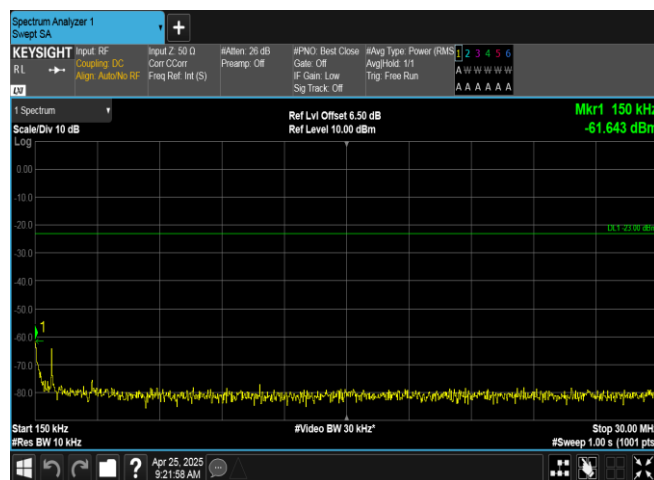 Spectrum Analyzer 1
Swept SA
+
KEYSIGHT
RL
LXI
Input: RF
Coupling: DC
Align: Auto/No RF
Input Z: 50 Ω
Corr CCorr
Freq Ref: Int (S)
#Atten: 26 dB
Preamp: Off
#PNO: Best Close
Gate: Off
IF Gain: Low
Sig Track: Off
#Avg Type: Power (RMS
Avg|Hold: 1/1
Trig: Free Run
1 2 3 4 5 6
A W W W W W
A A A A A A
1 Spectrum
Scale/Div 10 dB
Ref Lvl Offset 6.50 dB
Ref Level 10.00 dBm
Mkr1 150 kHz
-61.643 dBm
Log
0.00
-10.0
-20.0
DL1 -23.00 dBm
-30.0
-40.0
-50.0
1
-60.0
-70.0
-80.0
Start 150 kHz
#Res BW 10 kHz
#Video BW 30 kHz*
Stop 30.00 MHz
#Sweep 1.00 s (1001 pts)
?
Apr 25, 2025
9:21:58 AM